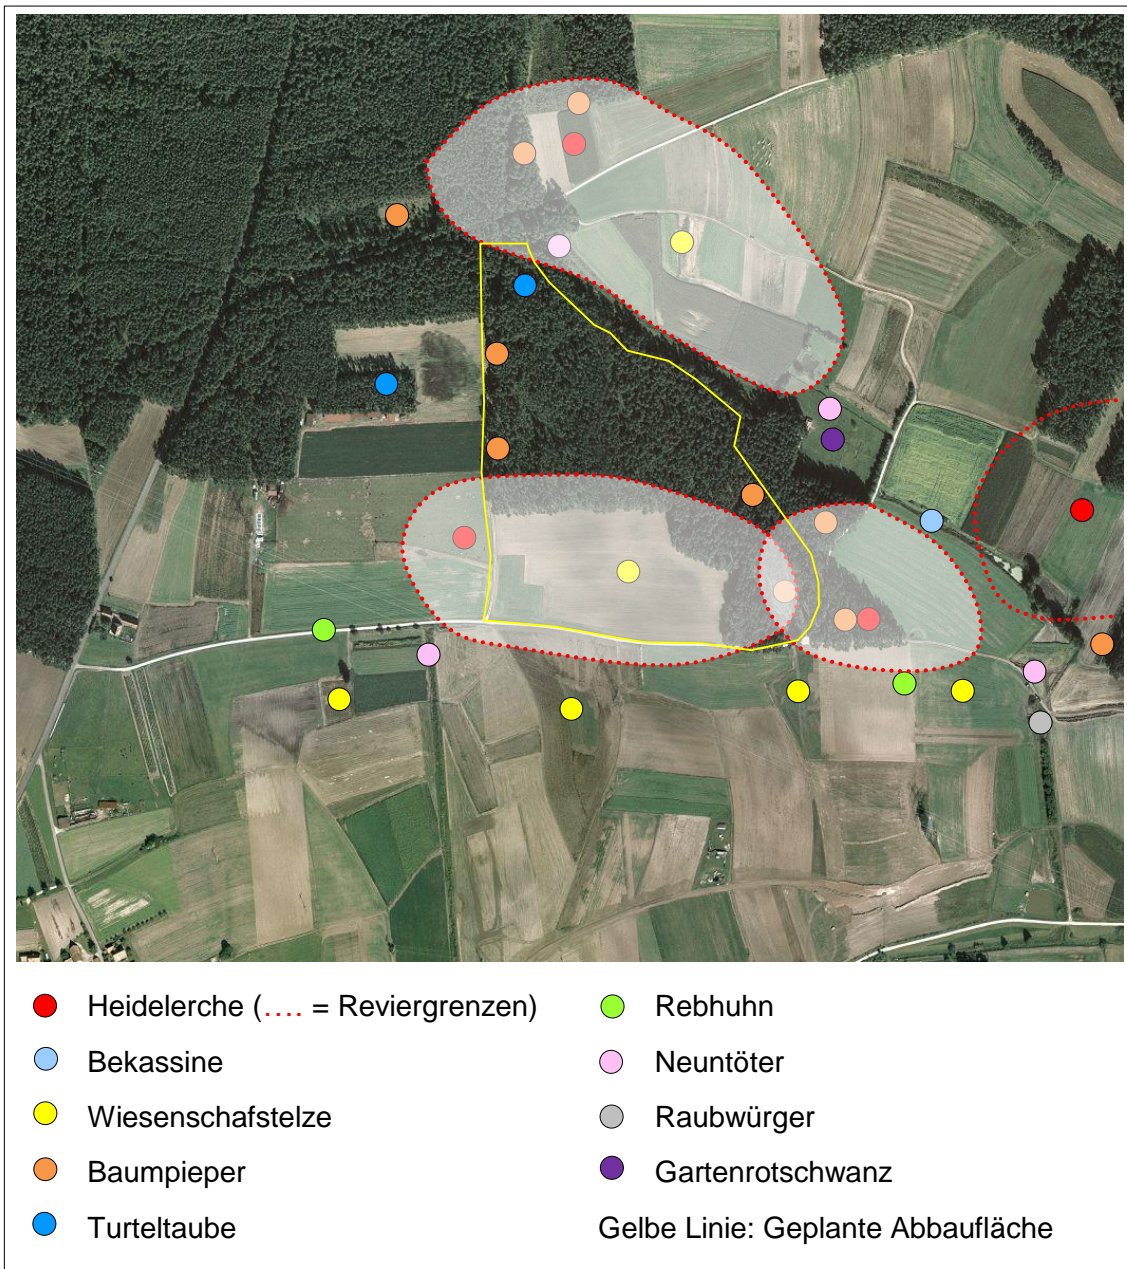 Heidelerche (.... = Reviergrenzen)
Bekassine
Wiesenschafstelze
Baumpieper
Turteltaube
Rebhuhn
Neuntöter
Raubwürger
Gartenrotschwanz
Gelbe Linie: Geplante Abbaufläche